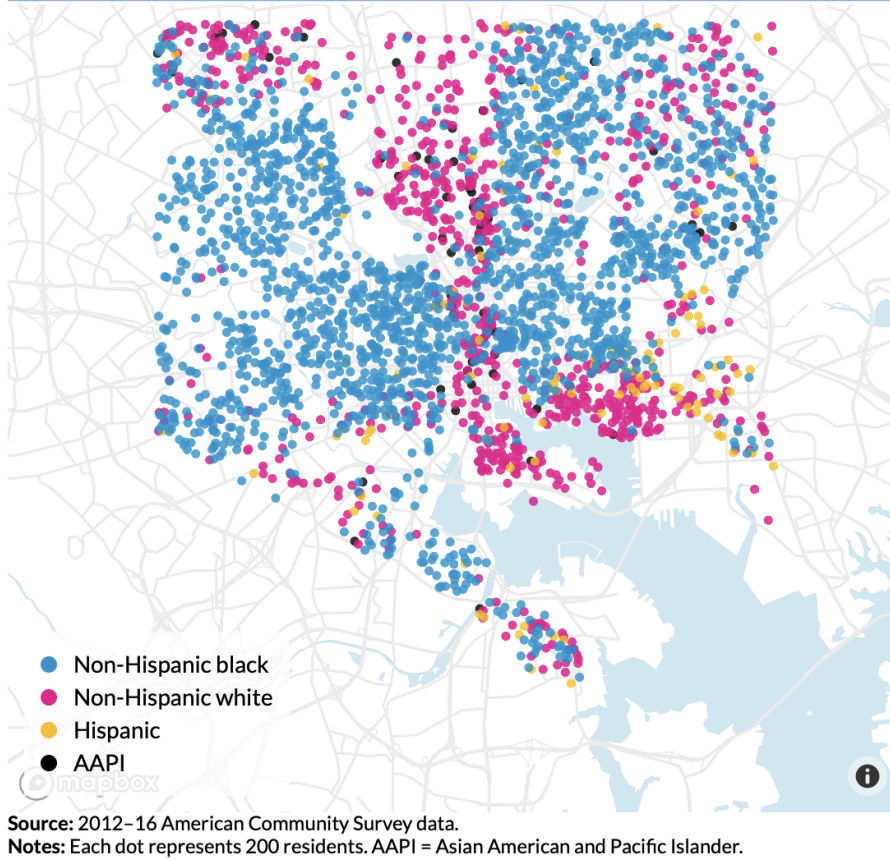 Non-Hispanic black
Non-Hispanic white
Hispanic
AAPI
mapbox
Source: 2012–16 American Community Survey data.
Notes: Each dot represents 200 residents. AAPI = Asian American and Pacific Islander.